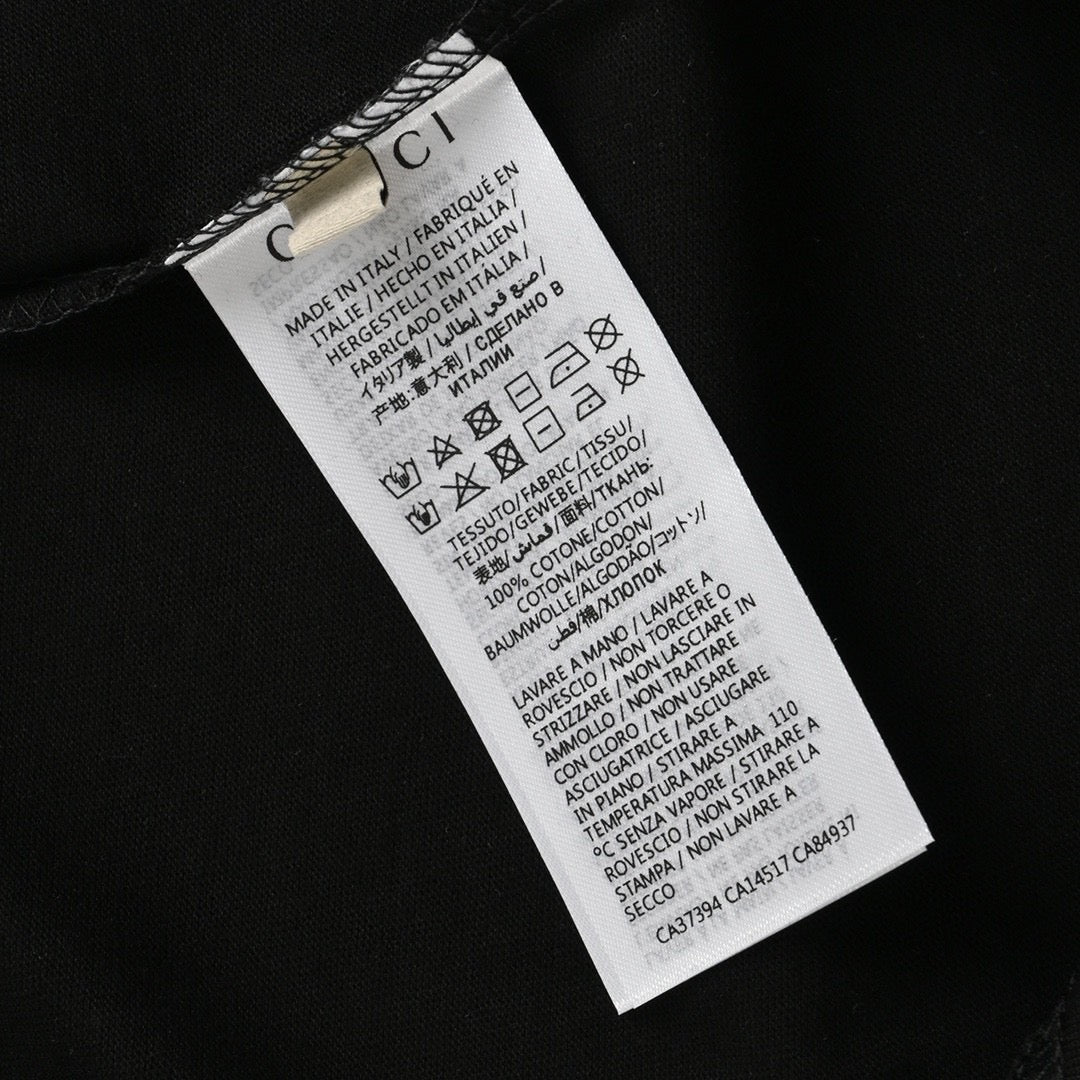 G CI
MADE IN ITALY / FABRIQUÉ EN
ITALIE / HECHO EN ITALIA /
HERGESTELLT IN ITALIEN /
FABRICADO EM ITÁLIA /
イタリア製 / صنع في إيطاليا /
产地:意大利 / СДЕЛАНО В
ИТАЛИИ
TESSUTO/FABRIC/TISSU/
TEJIDO/GEWEBE/TECIDO/
表地/قماش/面料/ТКАНЬ:
100% COTONE/COTTON/
COTON/ALGODON/
BAUMWOLLE/ALGODÃO/コットン/
قطن/棉/ХЛОПОК
LAVARE A MANO / LAVARE A
ROVESCIO / NON TORCERE O
STRIZZARE / NON LASCIARE IN
AMMOLLO / NON TRATTARE
CON CLORO / NON USARE
ASCIUGATRICE / ASCIUGARE
IN PIANO / STIRARE A
TEMPERATURA MASSIMA 110
°C SENZA VAPORE / STIRARE A
ROVESCIO / NON STIRARE LA
STAMPA / NON LAVARE A
SECCO
CA37394 CA14517 CA84937